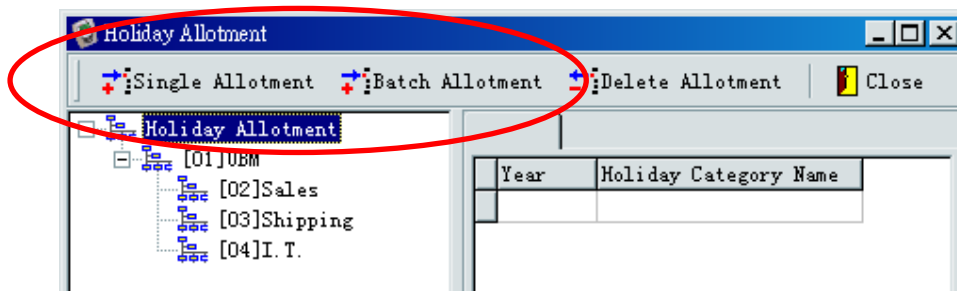 Holiday Allotment
Single Allotment Batch Allotment Delete Allotment Close
Holiday Allotment
[01]UBM
[02]Sales
[03]Shipping
[04]I.T.
Year Holiday Category Name